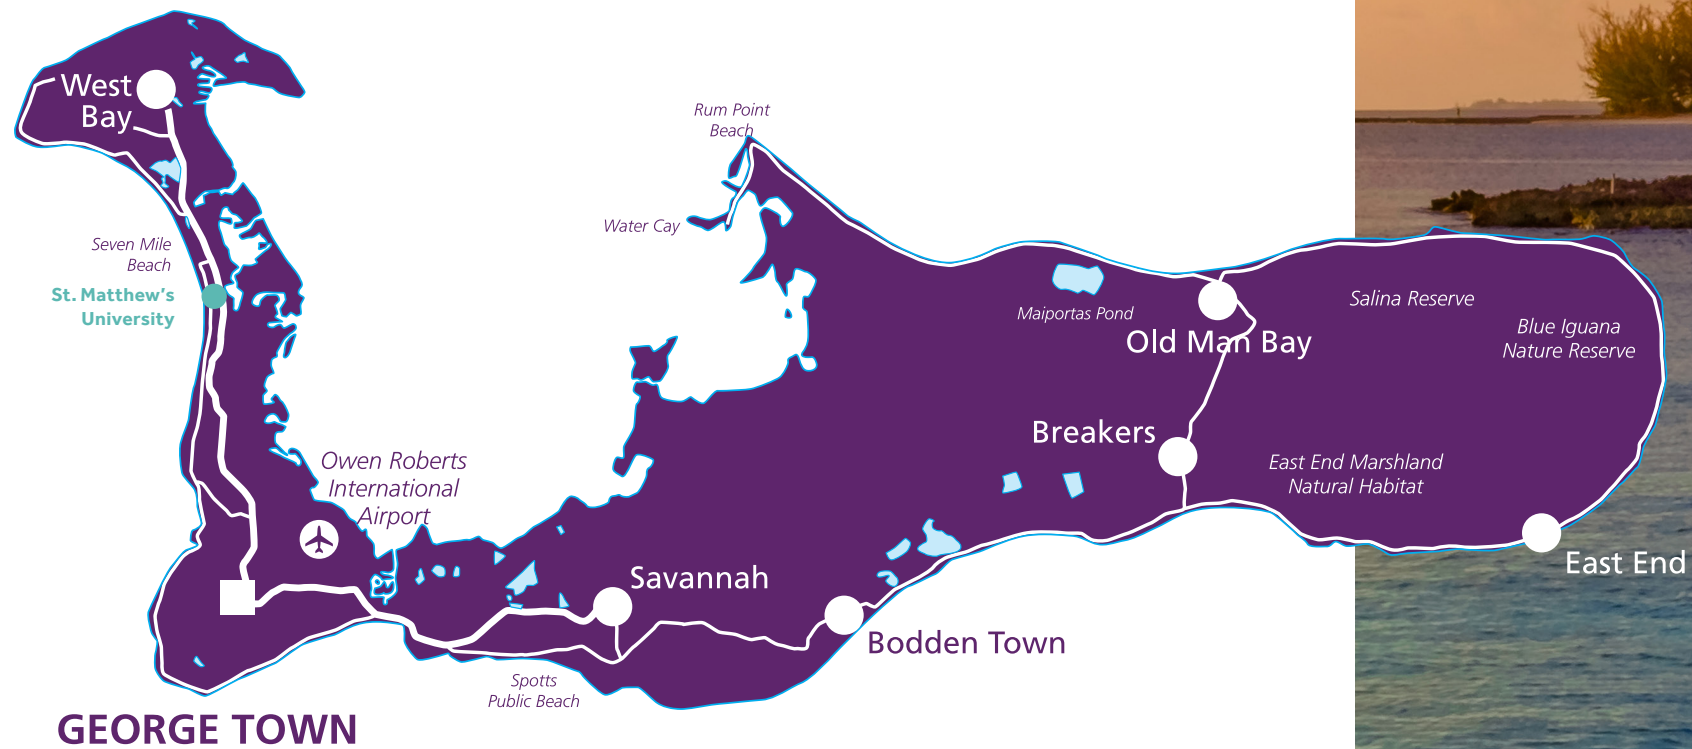 West
Bay
Rum Point
Beach
Water Cay
Seven Mile
Beach
St. Matthew's
University
Maiportas Pond
Old Man Bay
Salina Reserve
Blue Iguana
Nature Reserve
Breakers
East End Marshland
Natural Habitat
Owen Roberts
International
Airport
East End
Savannah
Bodden Town
Spotts
Public Beach
GEORGE TOWN